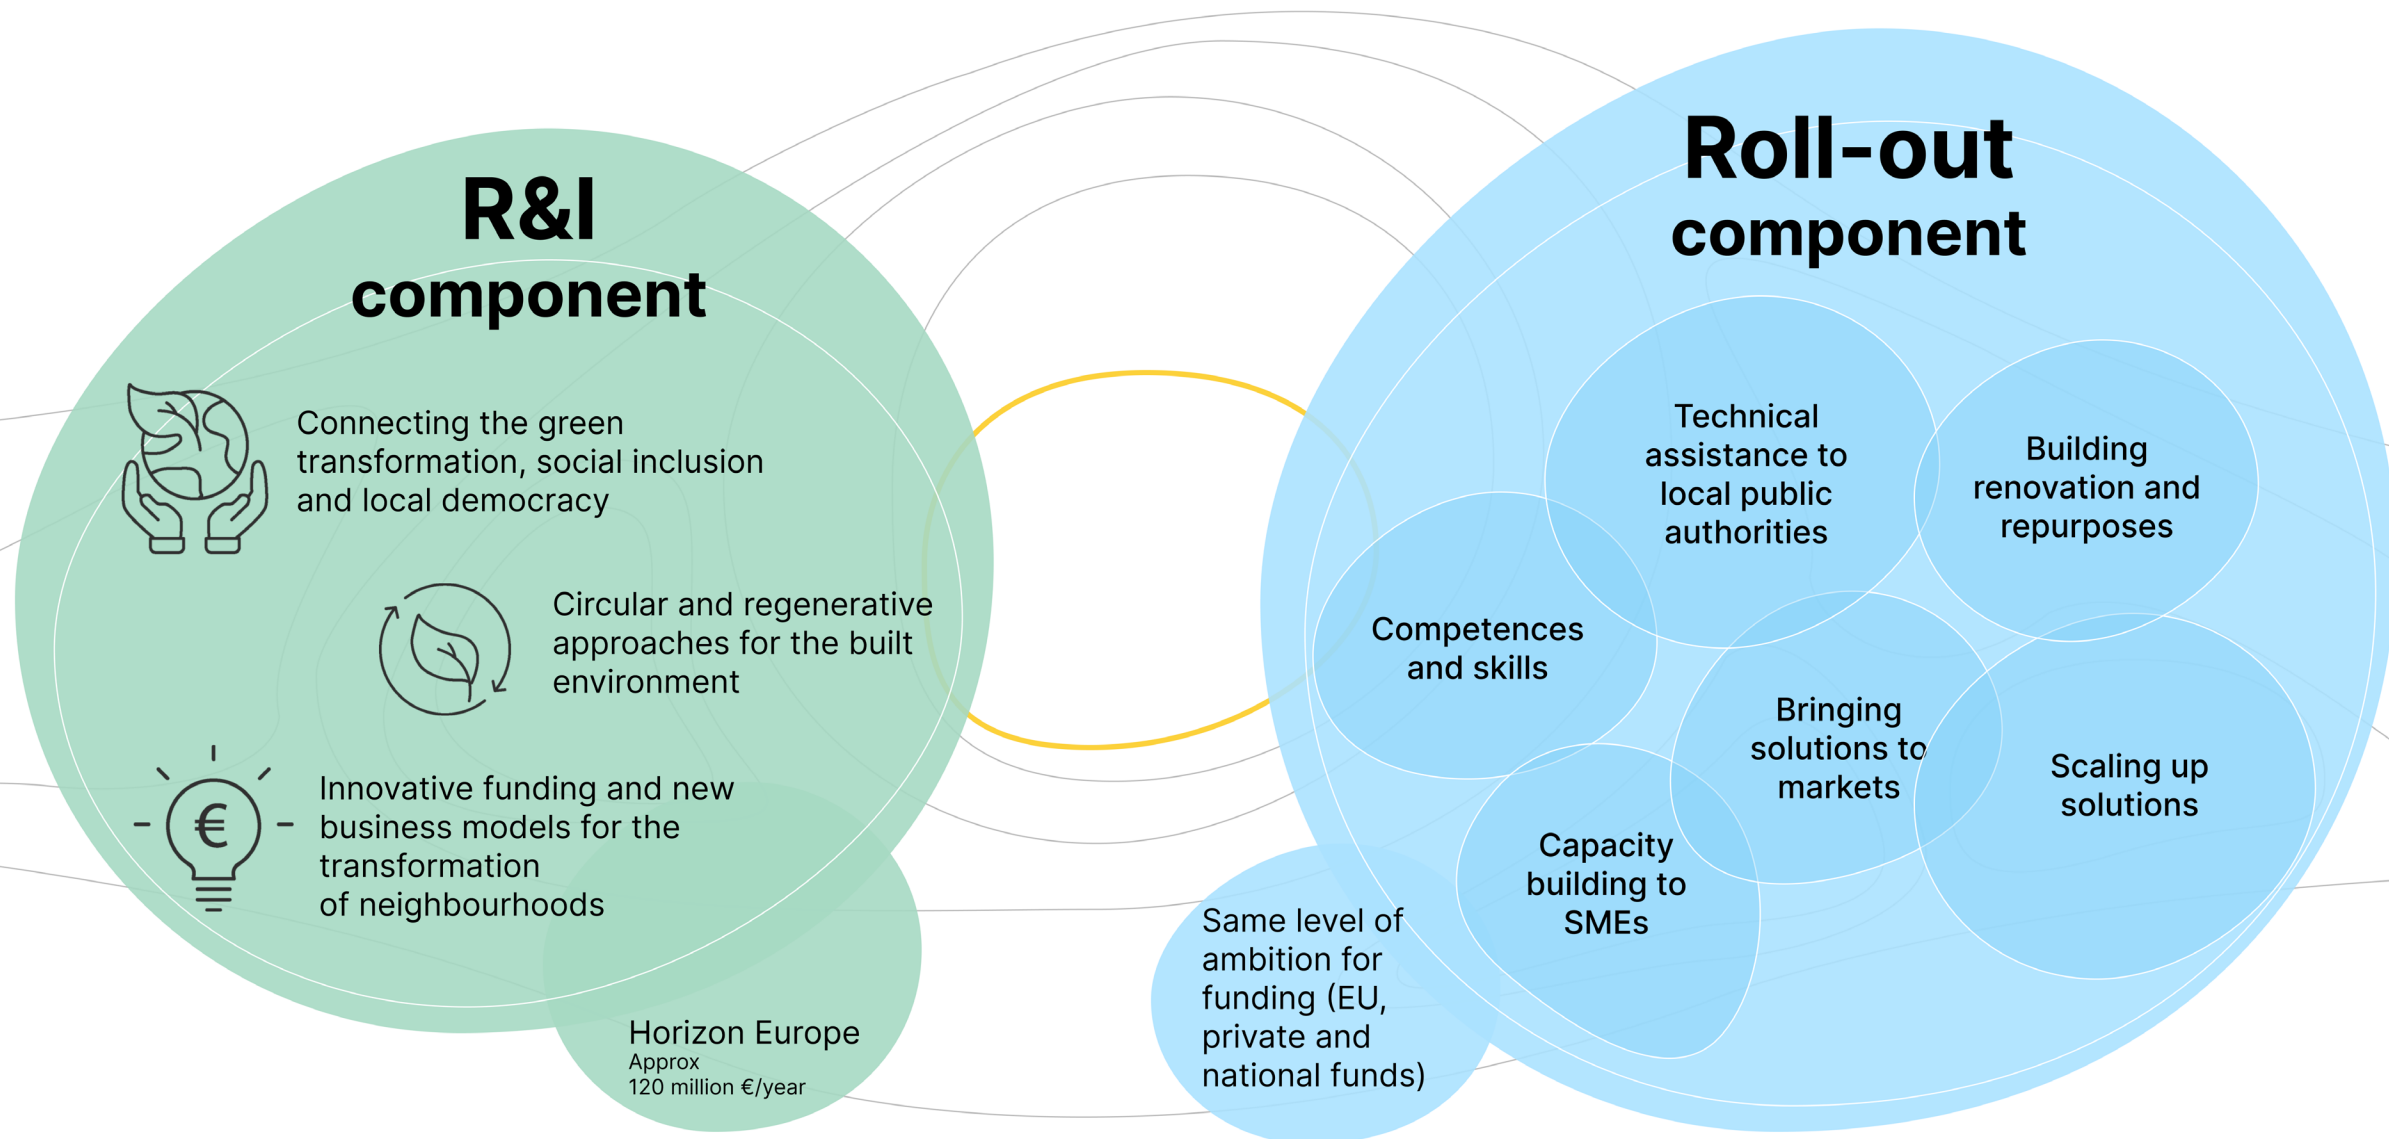 R&I
component
Connecting the green
transformation, social inclusion
and local democracy
Circular and regenerative
approaches for the built
environment
€
Innovative funding and new
business models for the
transformation
of neighbourhoods
Horizon Europe
Approx
120 million €/year
Roll-out
component
Technical
assistance to
local public
authorities
Building
renovation and
repurposes
Competences
and skills
Bringing
solutions to
markets
Scaling up
solutions
Capacity
building to
SMEs
Same level of
ambition for
funding (EU,
private and
national funds)